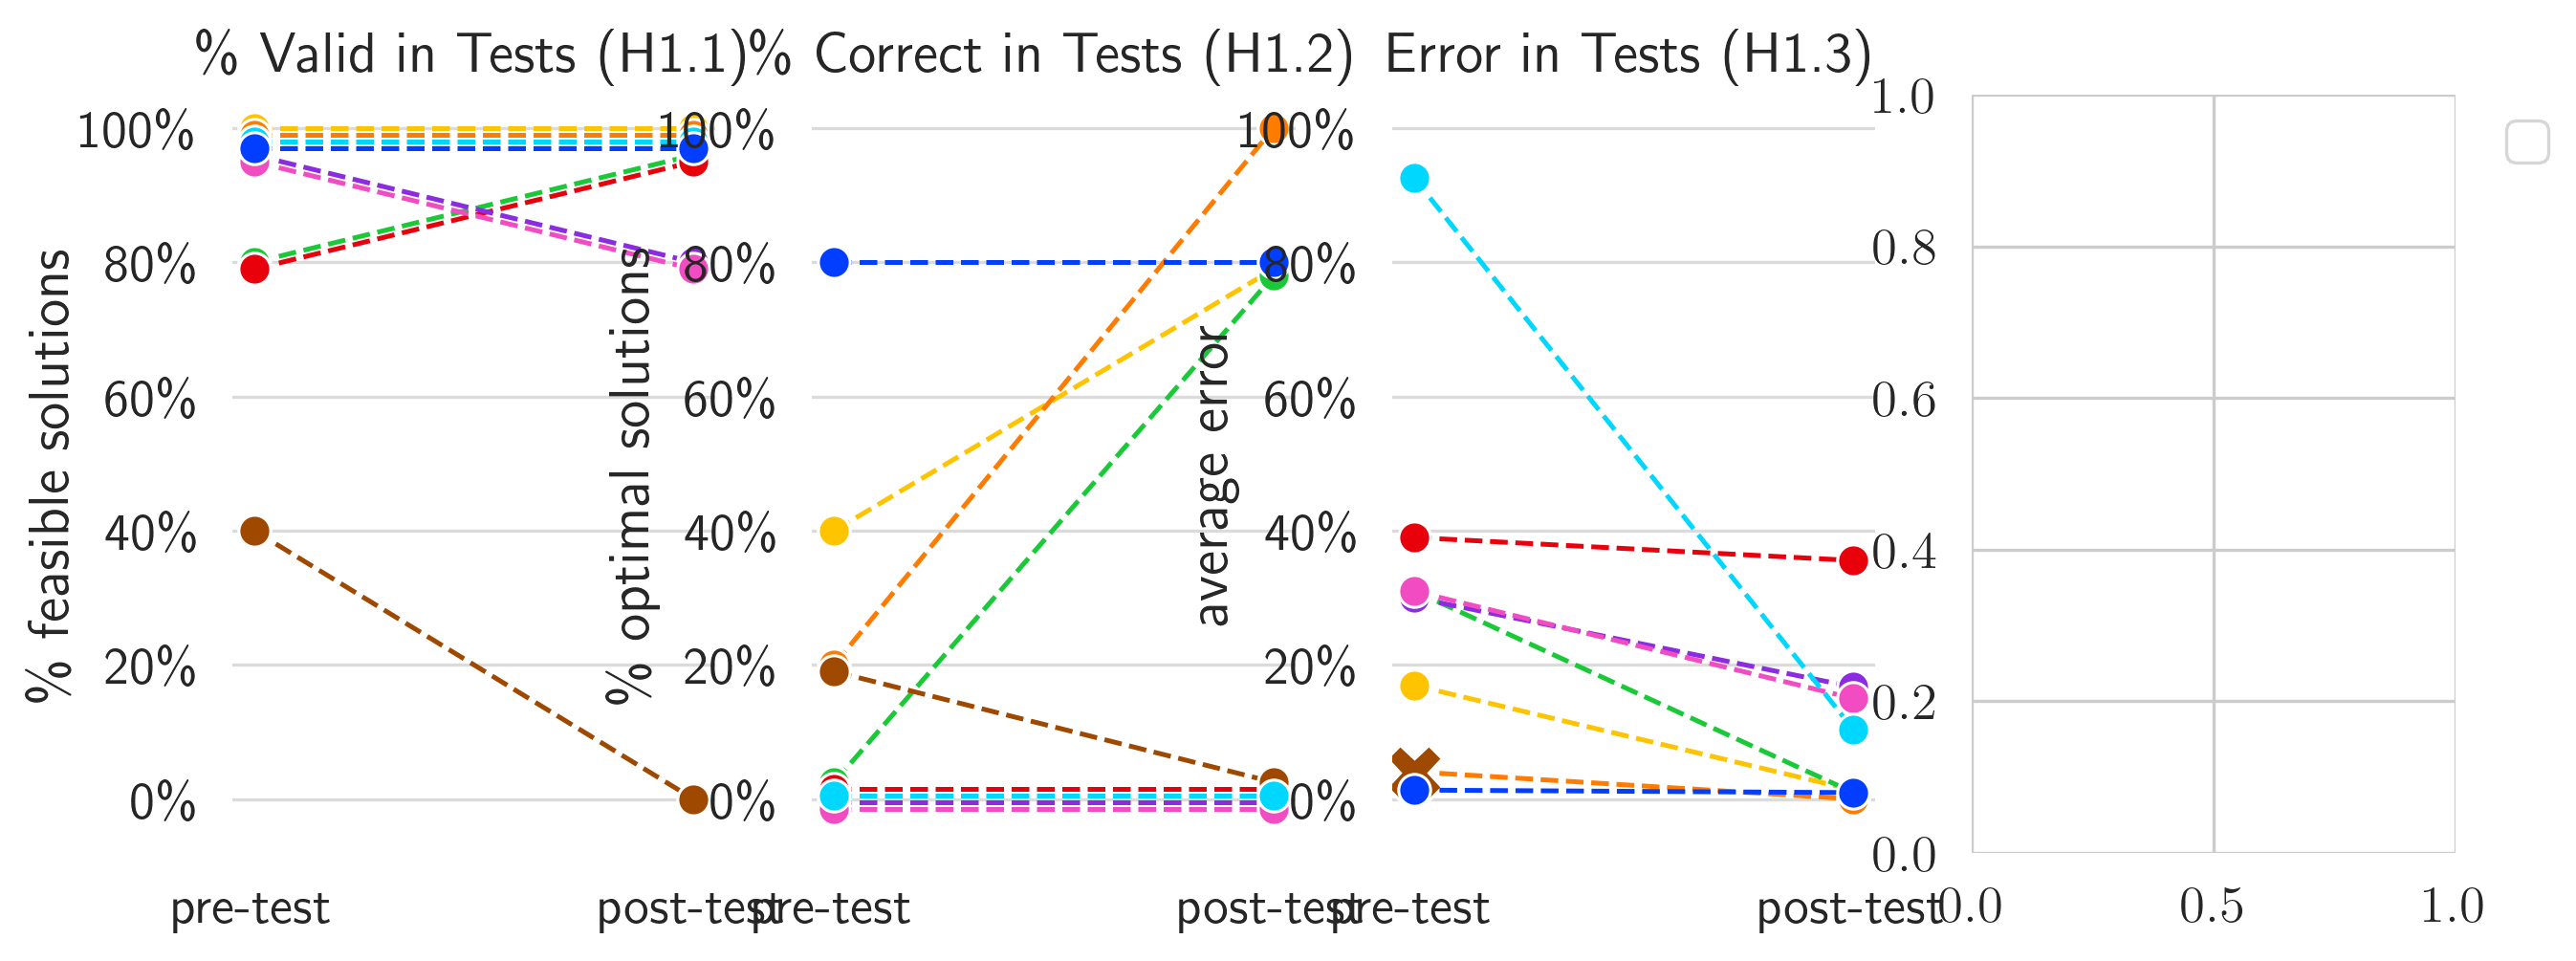 % Valid in Tests (H1.1)
% Correct in Tests (H1.2)
Error in Tests (H1.3)
% feasible solutions
100%
80%
60%
40%
20%
0%
pre-test
post-test
% optimal solutions
100%
80%
60%
40%
20%
0%
pre-test
post-test
average error
100%
80%
60%
40%
20%
0%
pre-test
post-test
1.0
0.8
0.6
0.4
0.2
0.0
0.0
0.5
1.0